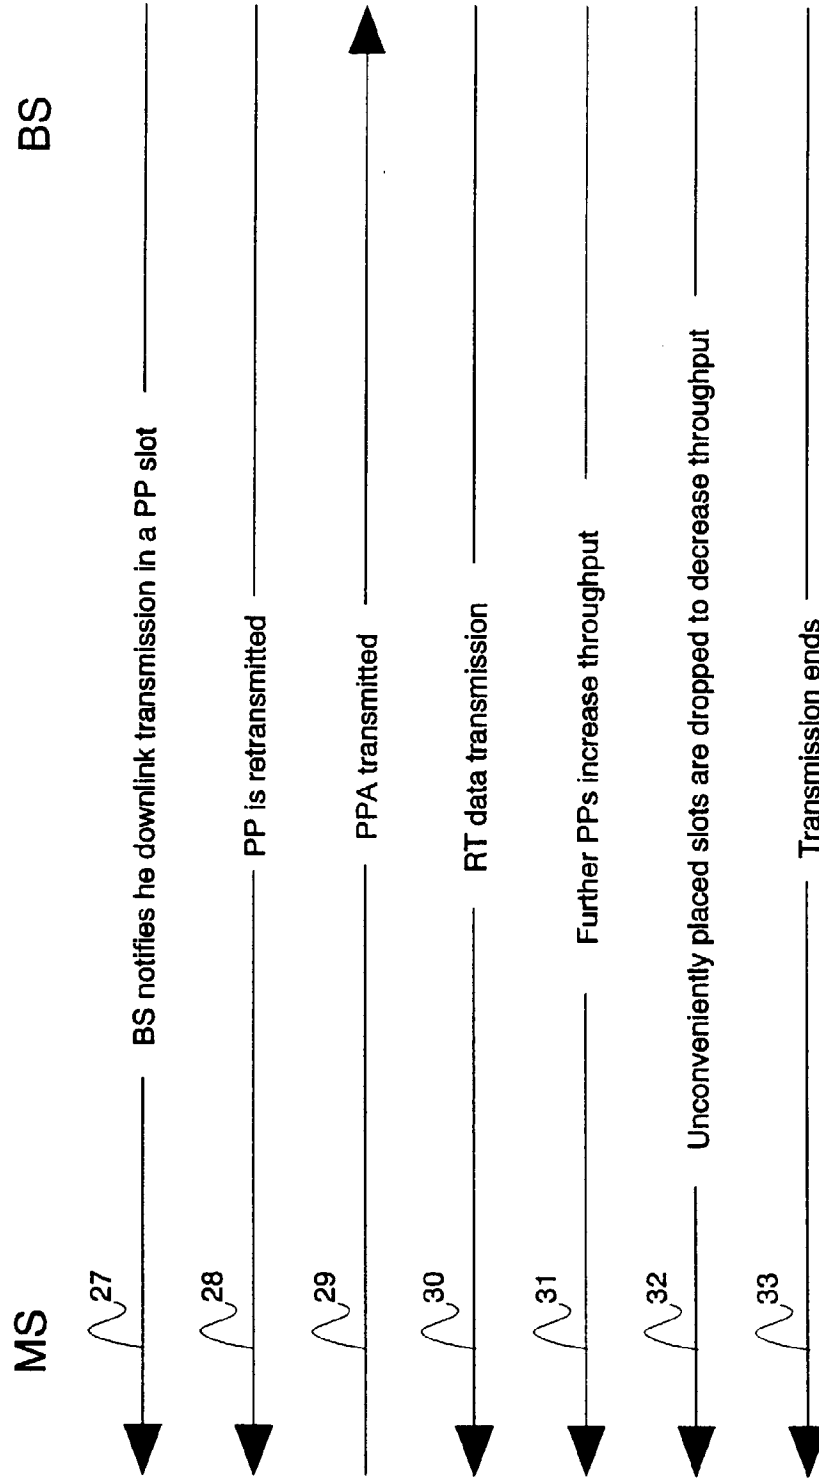 MS
BS
27
BS notifies he downlink transmission in a PP slot
28
PP is retransmitted
29
PPA transmitted
30
RT data transmission
31
Further PPs increase throughput
32
Unconveniently placed slots are dropped to decrease throughput
33
Transmission ends